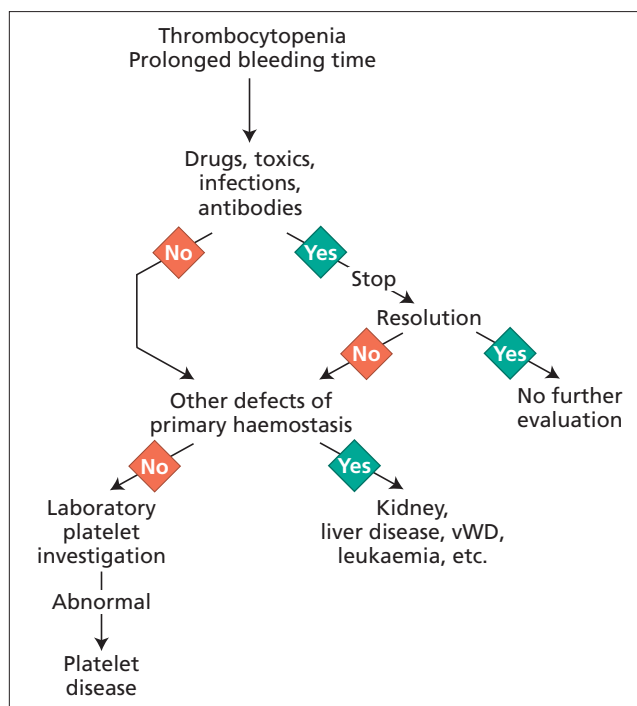 Thrombocytopenia
Prolonged bleeding time
Drugs, toxics,
infections,
antibodies
No
Yes
Stop
Resolution
No
Yes
No further
evaluation
Other defects of
primary haemostasis
No
Yes
Laboratory
platelet
investigation
Kidney,
liver disease, vWD,
leukaemia, etc.
Abnormal
Platelet
disease